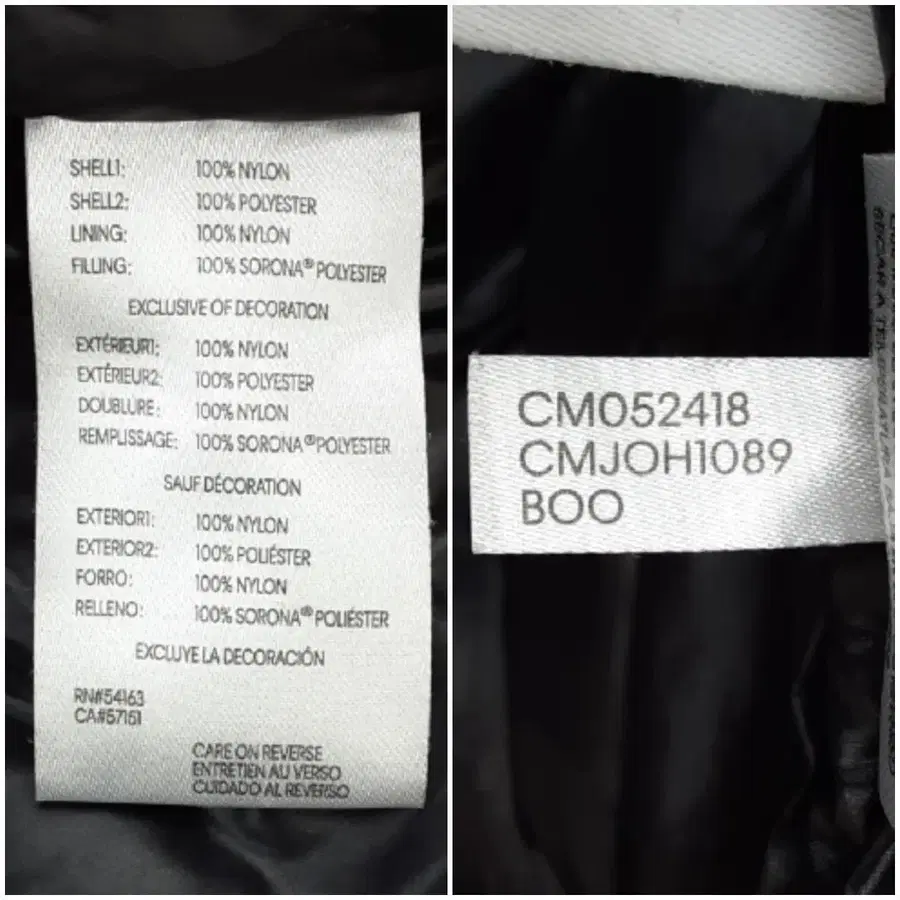 SHELL1: 100% NYLON
SHELL2: 100% POLYESTER
LINING: 100% NYLON
FILLING: 100% SORONA® POLYESTER
EXCLUSIVE OF DECORATION
EXTÉRIEUR1: 100% NYLON
EXTÉRIEUR2: 100% POLYESTER
DOUBLURE: 100% NYLON
REMPLISSAGE: 100% SORONA® POLYESTER
SAUF DÉCORATION
EXTERIOR1: 100% NYLON
EXTERIOR2: 100% POLIÉSTER
FORRO: 100% NYLON
RELLENO: 100% SORONA® POLIÉSTER
EXCLUYE LA DECORACIÓN
RN#54163
CA#57151
CARE ON REVERSE
ENTRETIEN AU VERSO
CUIDADO AL REVERSO
CM052418
CMJOH1089
BOO